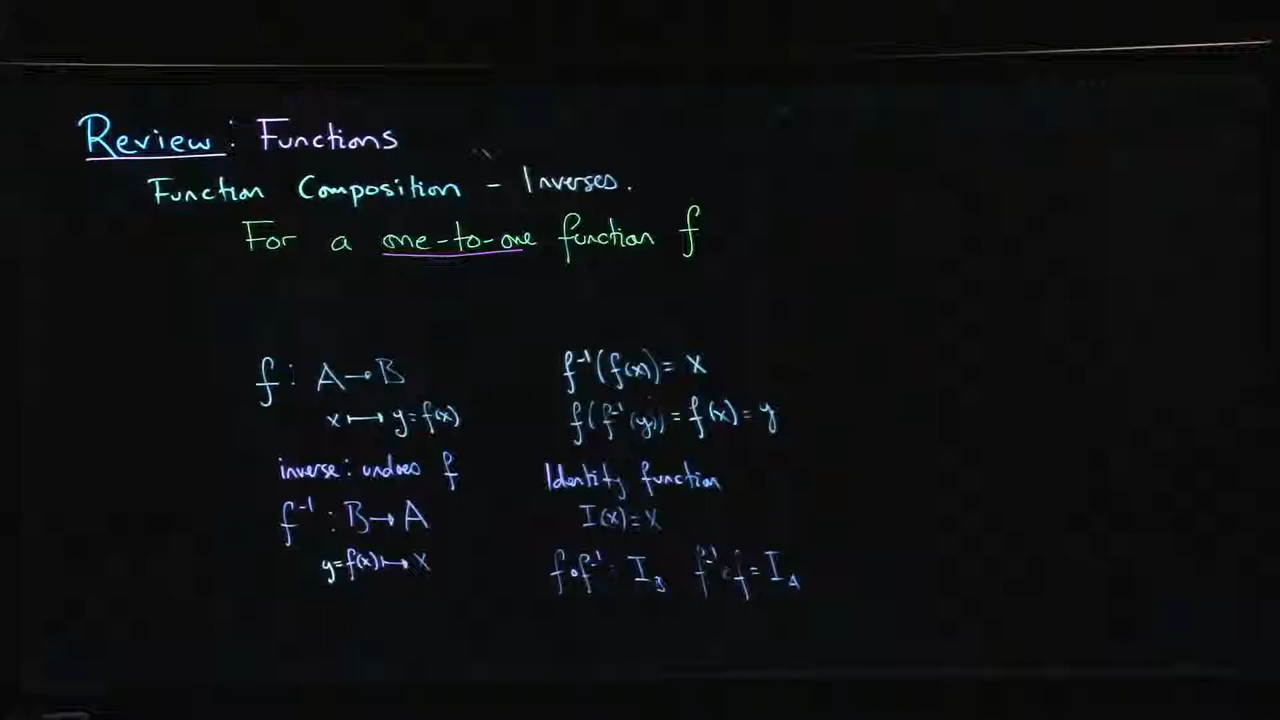 Review: Functions
Function Composition - Inverses.
For a one-to-one function f
f: A→B
x ↦ y=f(x)
inverse: undoes f
f⁻¹: B→A
y=f(x) ↦ x
f⁻¹(f(x)) = x
f(f⁻¹(y)) = f(x) = y
Identity function
I(x) = x
f∘f⁻¹ = I_B f⁻¹∘f = I_A